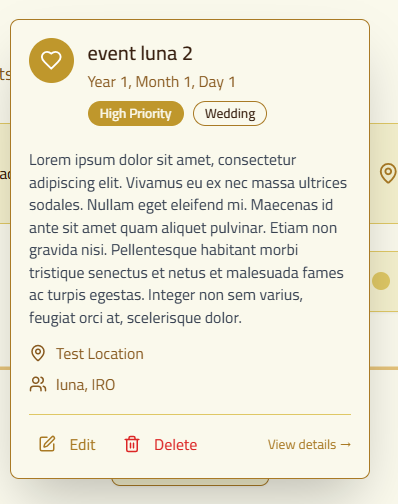 event luna 2
Year 1, Month 1, Day 1
High Priority
Wedding
Lorem ipsum dolor sit amet, consectetur
adipiscing elit. Vivamus eu ex nec massa ultrices
sodales. Nullam eget eleifend mi. Maecenas id
ante sit amet quam aliquet pulvinar. Etiam non
gravida nisi. Pellentesque habitant morbi
tristique senectus et netus et malesuada fames
ac turpis egestas. Integer non sem varius,
feugiat orci at, scelerisque dolor.
Test Location
luna, IRO
Edit
Delete
View details →